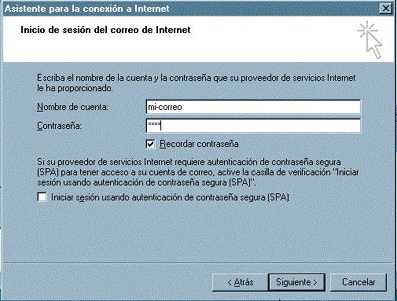 Asistente para la conexión a Internet
Inicio de sesión del correo de Internet
Escriba el nombre de la cuenta y la contraseña que su proveedor de servicios Internet
le ha proporcionado.
Nombre de cuenta: mi-correo
Contraseña: ****
Recordar contraseña
Si su proveedor de servicios Internet requiere autenticación de contraseña segura
(SPA) para tener acceso a su cuenta de correo, active la casilla de verificación "Iniciar
sesión usando autenticación de contraseña segura (SPA)".
Iniciar sesión usando autenticación de contraseña segura (SPA)
< Atrás Siguiente > Cancelar